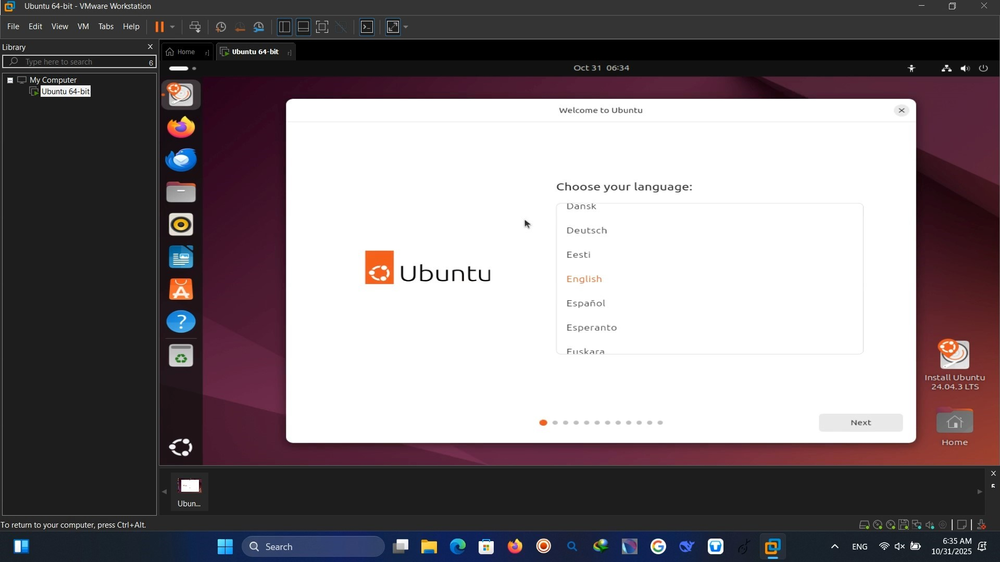 Ubuntu 64-bit - VMware Workstation
File Edit View VM Tabs Help
Library
Type here to search
My Computer
Ubuntu 64-bit
Home
Ubuntu 64-bit
Oct 31 06:34
Welcome to Ubuntu
Choose your language:
Dansk
Deutsch
Eesti
English
Español
Esperanto
Euskara
Ubuntu
Next
Install Ubuntu
24.04.3 LTS
Home
Ubun...
To return to your computer, press Ctrl+Alt.
Search
ENG
6:35 AM
10/31/2025